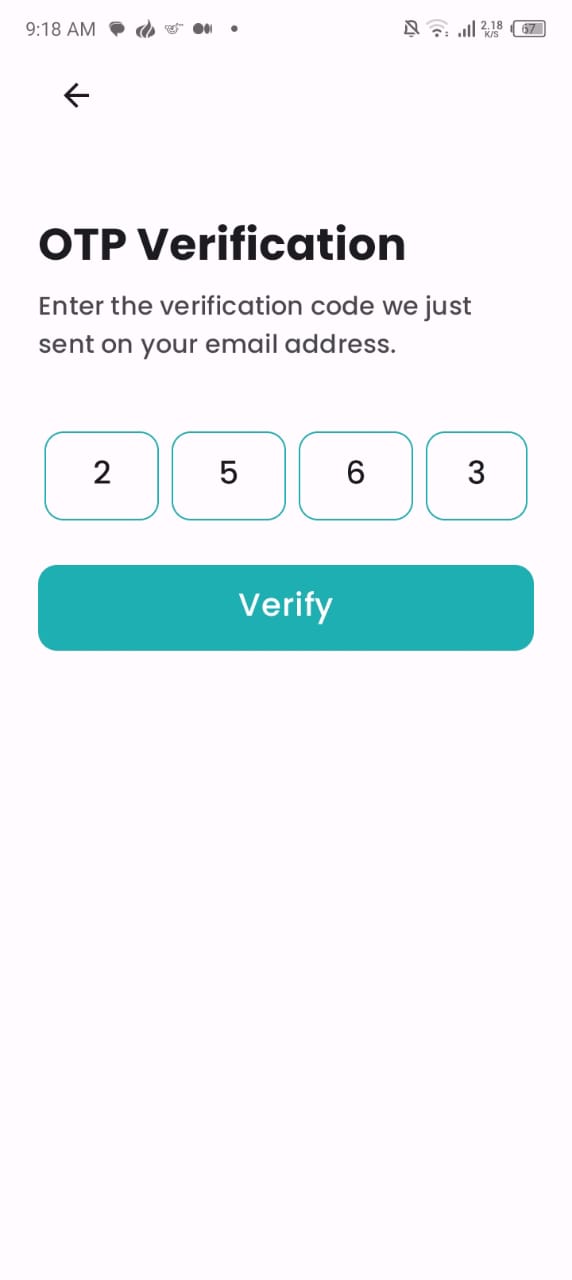 9:18 AM
2.18
K/S
67
OTP Verification
Enter the verification code we just
sent on your email address.
2 5 6 3
Verify